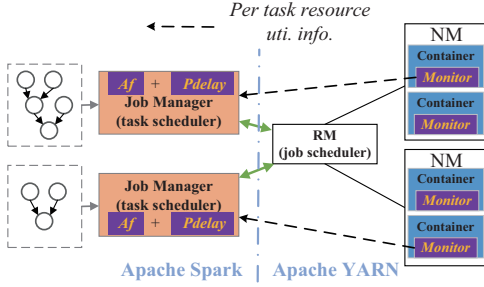 Per task resource
uti. info.
NM
Container
Monitor
Container
Monitor
Af + Pdelay
Job Manager
(task scheduler)
RM
(job scheduler)
Job Manager
(task scheduler)
Af + Pdelay
NM
Container
Monitor
Container
Monitor
Apache Spark
Apache YARN